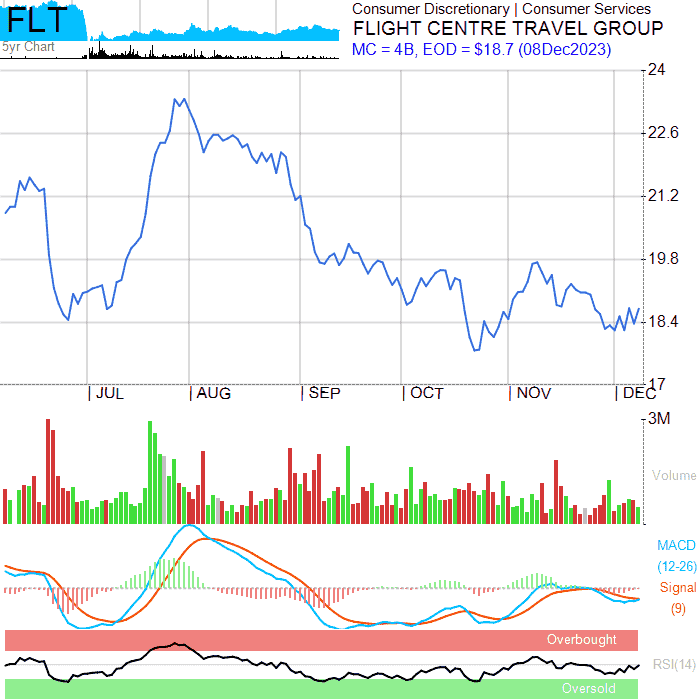 FLT
5yr Chart
Consumer Discretionary | Consumer Services
FLIGHT CENTRE TRAVEL GROUP
MC = 4B, EOD = $18.7 (08Dec2023)
24
22.6
21.2
19.8
18.4
17
JUL AUG SEP OCT NOV DEC
3M
Volume
MACD
(12-26)
Signal
(9)
Overbought
RSI(14)
Oversold